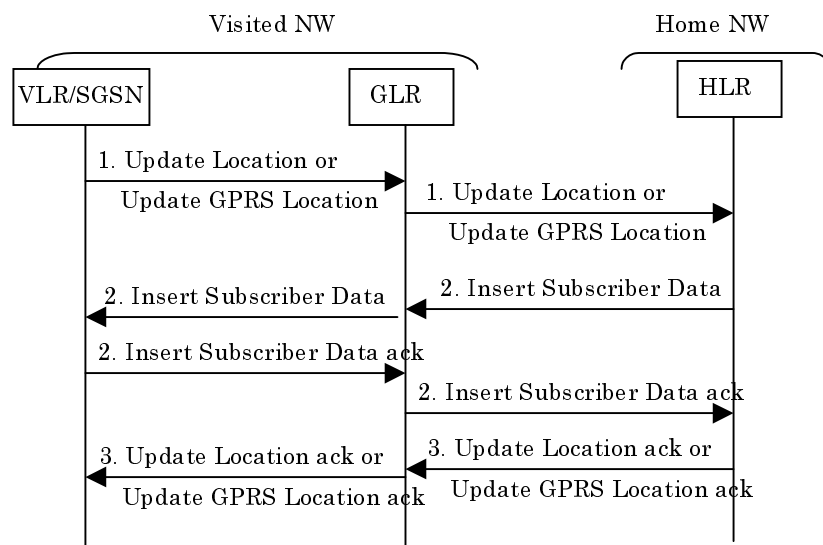 Visited NW
Home NW
VLR/SGSN
GLR
HLR
1. Update Location or
Update GPRS Location
1. Update Location or
Update GPRS Location
2. Insert Subscriber Data
2. Insert Subscriber Data
2. Insert Subscriber Data ack
2. Insert Subscriber Data ack
3. Update Location ack or
Update GPRS Location ack
3. Update Location ack or
Update GPRS Location ack